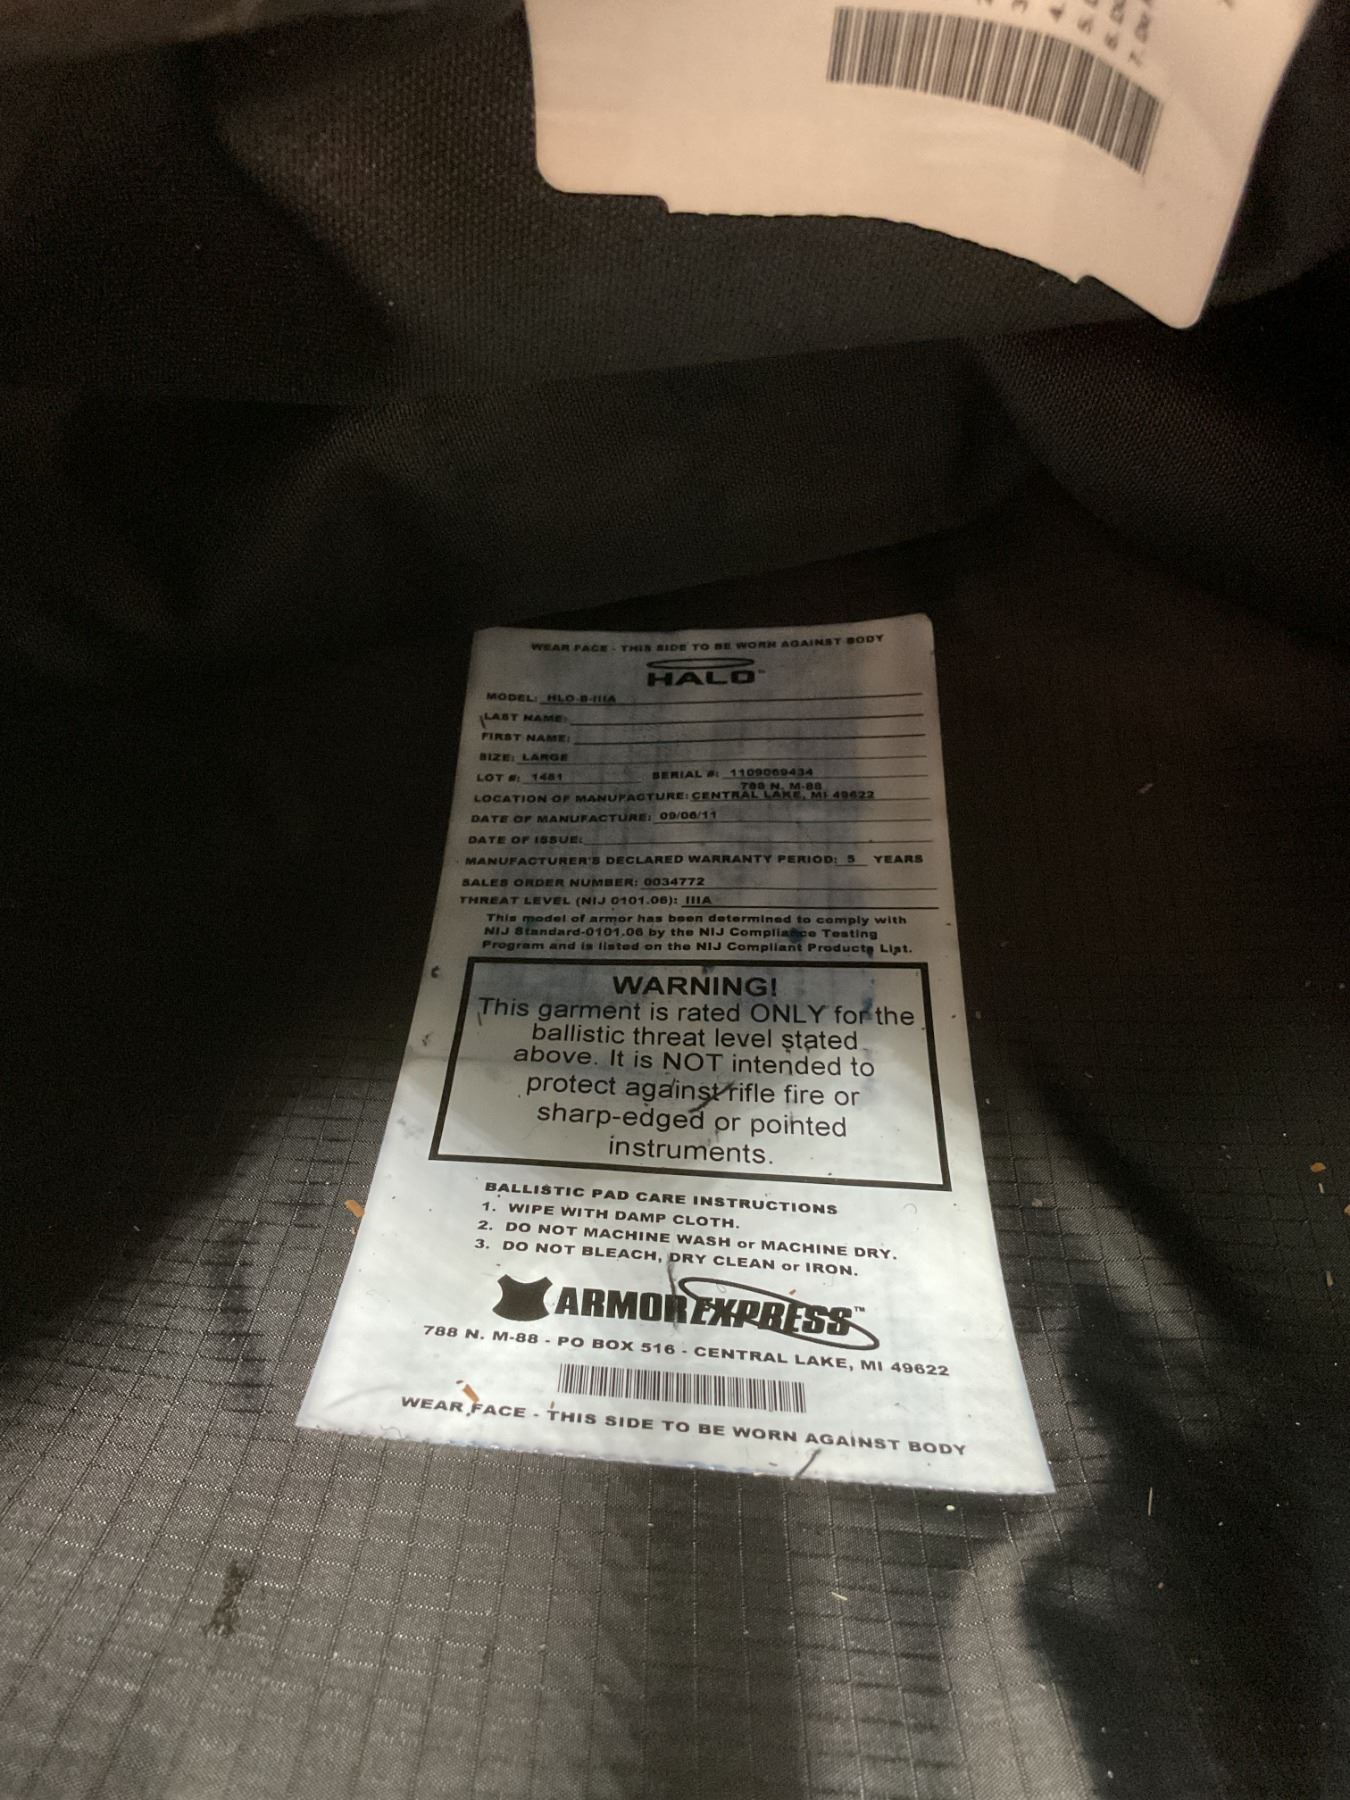 5. D
6. DO
7. DO
WEAR FACE - THIS SIDE TO BE WORN AGAINST BODY
HALO™
MODEL: HLO-B-IIIA
LAST NAME:
FIRST NAME:
SIZE: LARGE
LOT #: 1481 SERIAL #: 1109069434
788 N. M-88
LOCATION OF MANUFACTURE: CENTRAL LAKE, MI 49622
DATE OF MANUFACTURE: 09/06/11
DATE OF ISSUE:
MANUFACTURER'S DECLARED WARRANTY PERIOD: 5 YEARS
SALES ORDER NUMBER: 0034772
THREAT LEVEL (NIJ 0101.06): IIIA
This model of armor has been determined to comply with
NIJ Standard-0101.06 by the NIJ Compliance Testing
Program and is listed on the NIJ Compliant Products List.
WARNING!
This garment is rated ONLY for the
ballistic threat level stated
above. It is NOT intended to
protect against rifle fire or
sharp-edged or pointed
instruments.
BALLISTIC PAD CARE INSTRUCTIONS
1. WIPE WITH DAMP CLOTH.
2. DO NOT MACHINE WASH or MACHINE DRY.
3. DO NOT BLEACH, DRY CLEAN or IRON.
ARMOR EXPRESS™
788 N. M-88 - PO BOX 516 - CENTRAL LAKE, MI 49622
WEAR FACE - THIS SIDE TO BE WORN AGAINST BODY